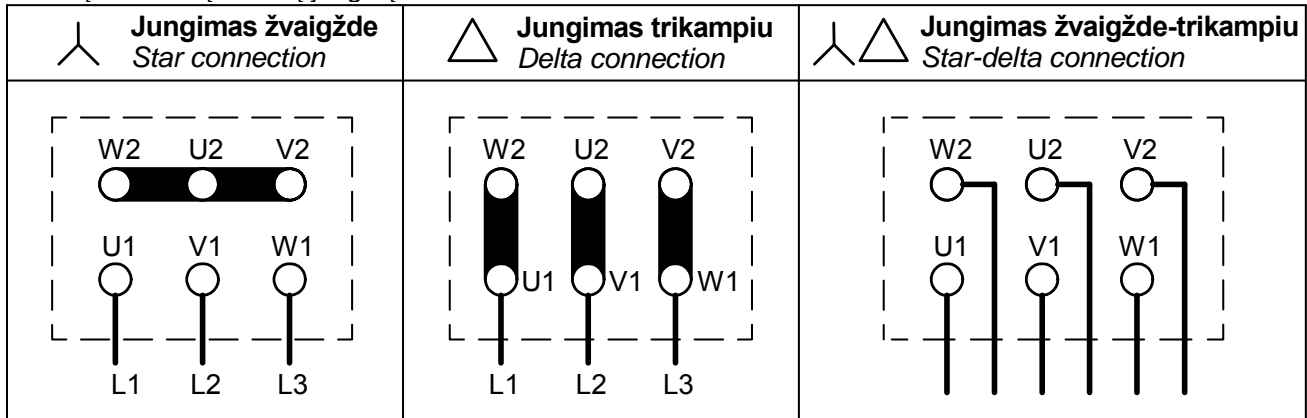 Jungimas žvaigžde
Star connection
Jungimas trikampiu
Delta connection
Jungimas žvaigžde-trikampiu
Star-delta connection
W2 U2 V2
U1 V1 W1
L1 L2 L3
W2 U2 V2
U1 V1 W1
L1 L2 L3
W2 U2 V2
U1 V1 W1